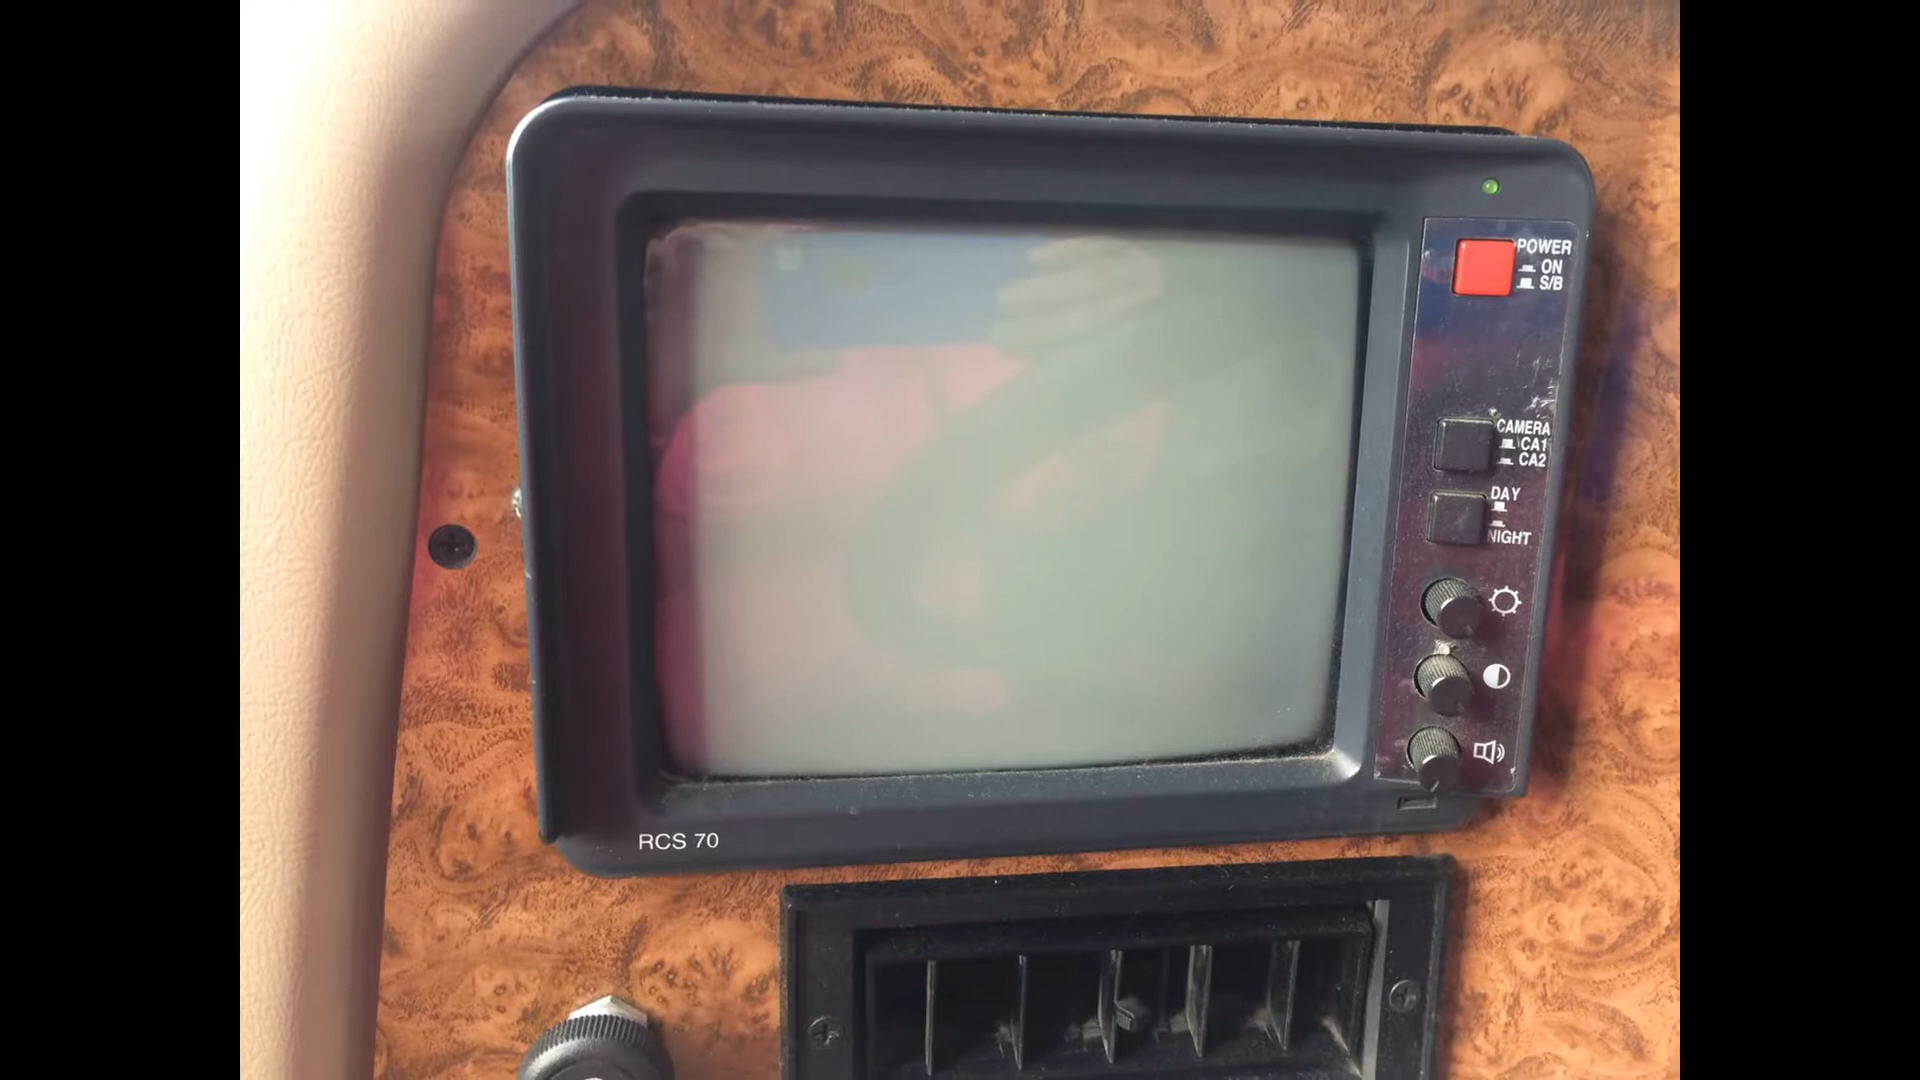 POWER
ON
S/B
CAMERA
CA1
CA2
DAY
NIGHT
RCS 70